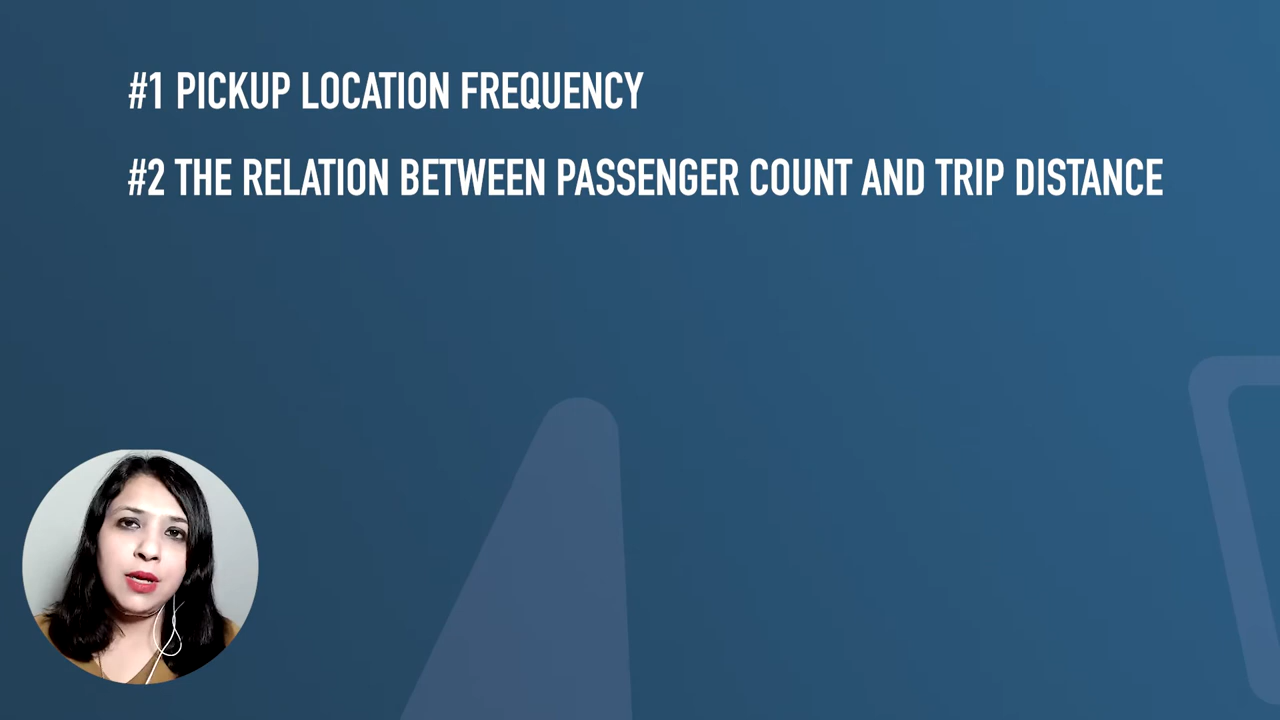 #1 PICKUP LOCATION FREQUENCY
#2 THE RELATION BETWEEN PASSENGER COUNT AND TRIP DISTANCE